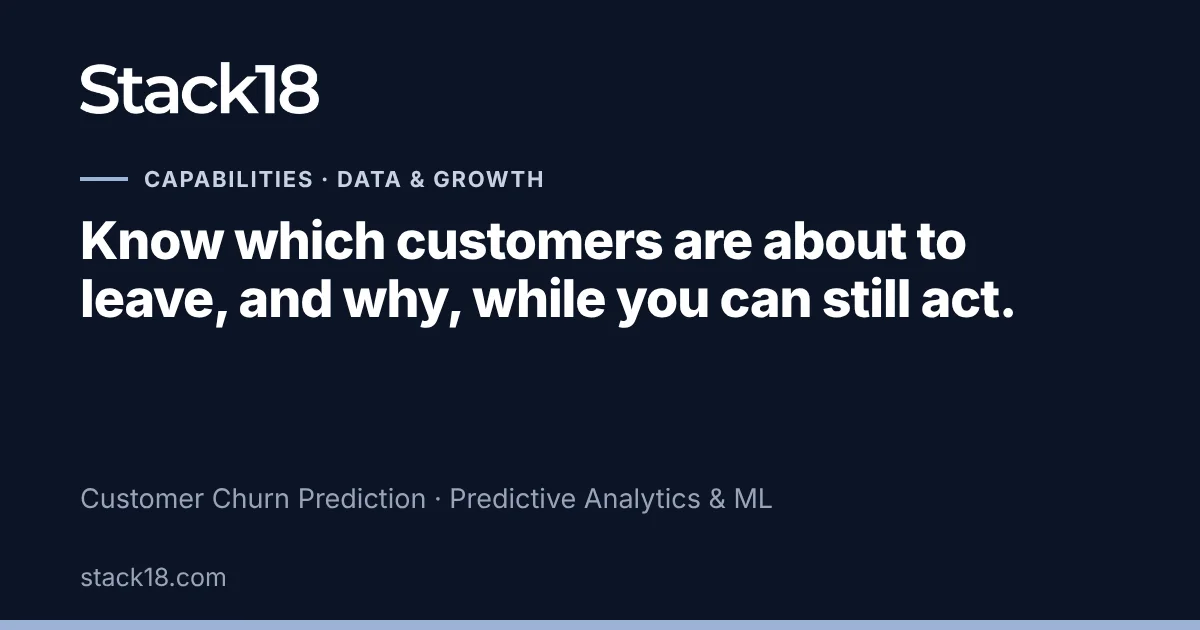 Stack18
CAPABILITIES · DATA & GROWTH
Know which customers are about to
leave, and why, while you can still act.
Customer Churn Prediction · Predictive Analytics & ML
stack18.com